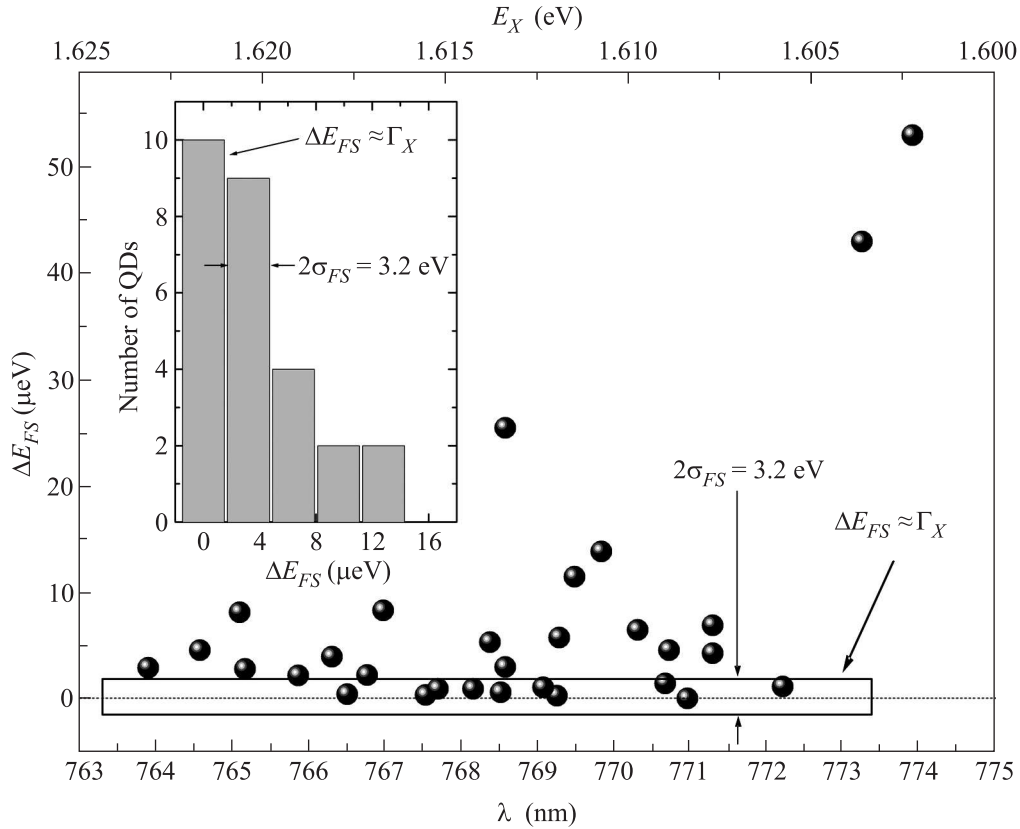 E_X (eV)
1.625 1.620 1.615 1.610 1.605 1.600
ΔE_FS (μeV)
50
40
30
20
10
0
Number of QDs
10
8
6
4
2
0
ΔE_FS ≈ Γ_X
2σ_FS = 3.2 eV
0 4 8 12 16
ΔE_FS (μeV)
2σ_FS = 3.2 eV
ΔE_FS ≈ Γ_X
763 764 765 766 767 768 769 770 771 772 773 774 775
λ (nm)